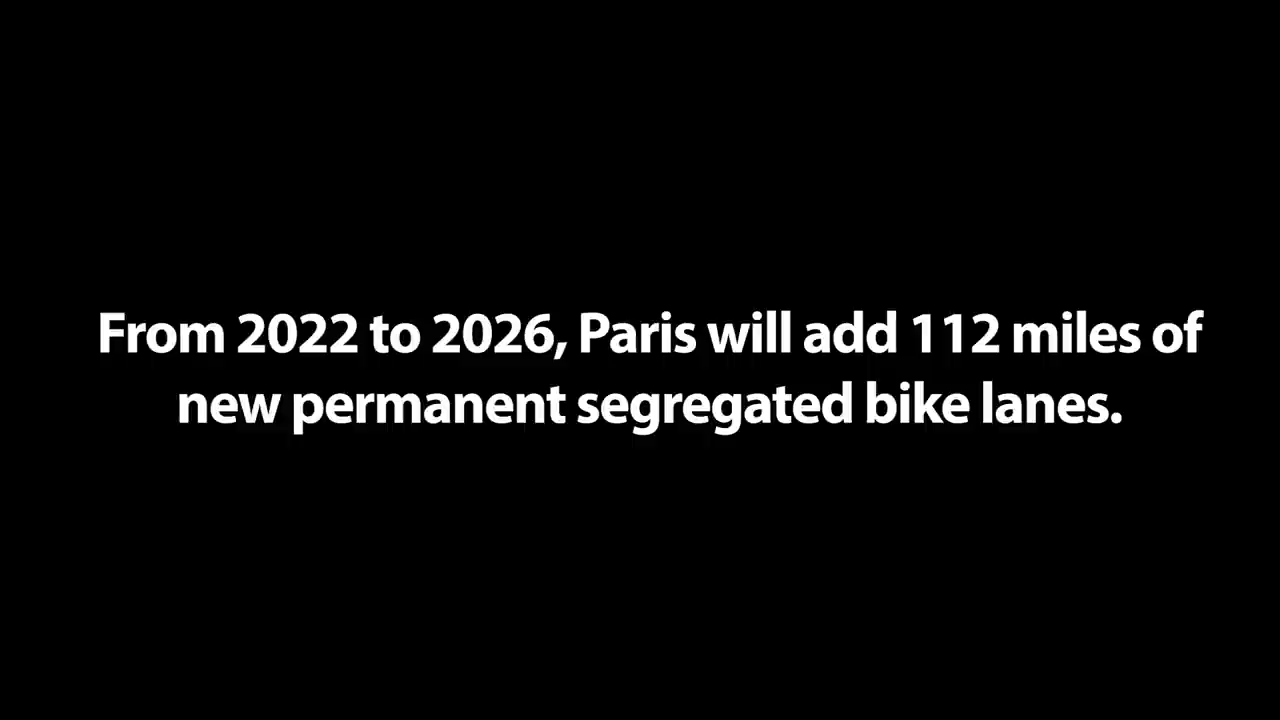 From 2022 to 2026, Paris will add 112 miles of
new permanent segregated bike lanes.